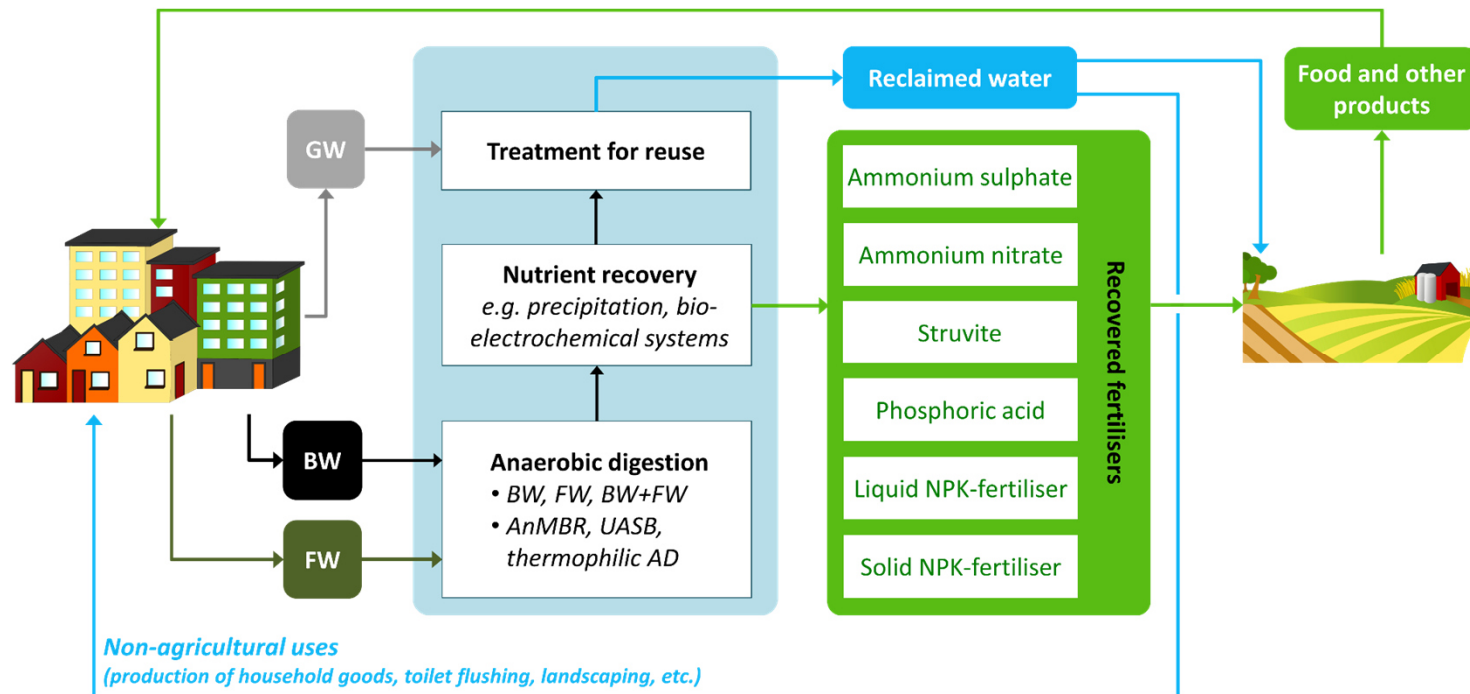 Reclaimed water
Food and other
products
GW
Treatment for reuse
Nutrient recovery
e.g. precipitation, bio-
electrochemical systems
BW
Anaerobic digestion
• BW, FW, BW+FW
• AnMBR, UASB,
thermophilic AD
FW
Ammonium sulphate
Ammonium nitrate
Struvite
Phosphoric acid
Liquid NPK-fertiliser
Solid NPK-fertiliser
Recovered fertilisers
Non-agricultural uses
(production of household goods, toilet flushing, landscaping, etc.)